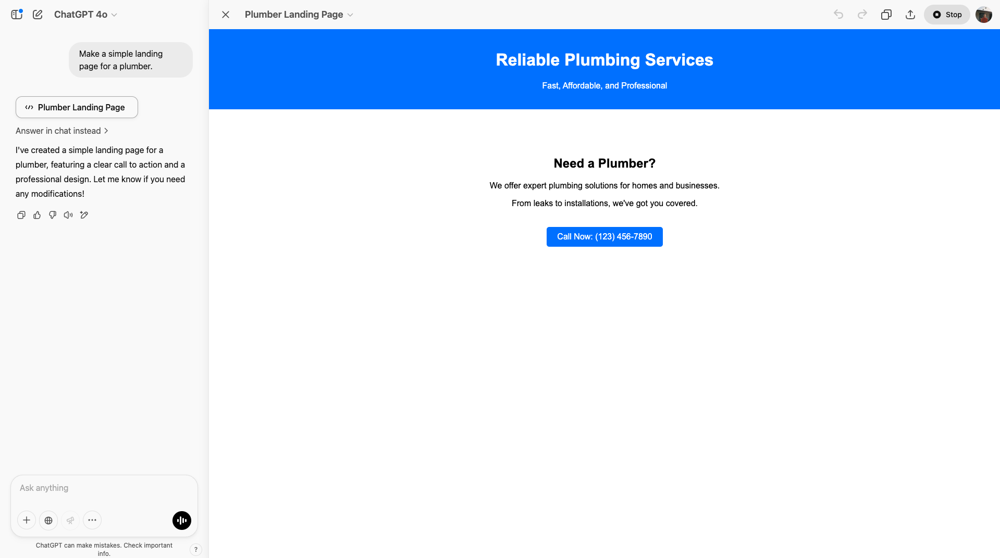 ChatGPT 4o
Make a simple landing
page for a plumber.
Plumber Landing Page
Answer in chat instead
I've created a simple landing page for a
plumber, featuring a clear call to action and a
professional design. Let me know if you need
any modifications!
Ask anything
ChatGPT can make mistakes. Check important
info.
?
Plumber Landing Page
Stop
Reliable Plumbing Services
Fast, Affordable, and Professional
Need a Plumber?
We offer expert plumbing solutions for homes and businesses.
From leaks to installations, we've got you covered.
Call Now: (123) 456-7890